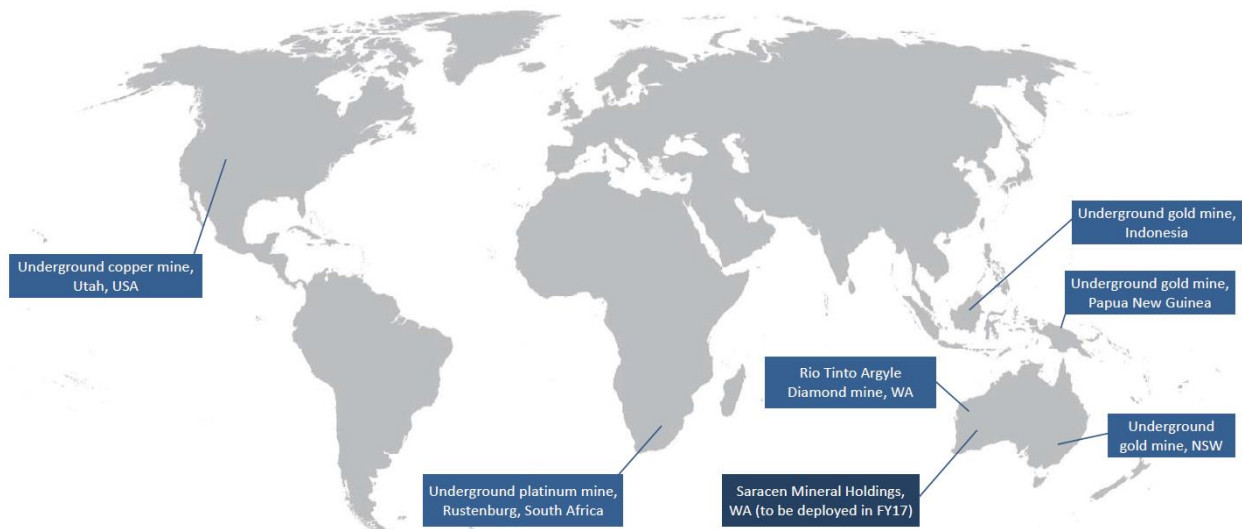 Underground gold mine,
Indonesia
Underground copper mine,
Utah, USA
Underground gold mine,
Papua New Guinea
Rio Tinto Argyle
Diamond mine, WA
Underground
gold mine, NSW
Underground platinum mine,
Rustenburg, South Africa
Saracen Mineral Holdings,
WA (to be deployed in FY17)